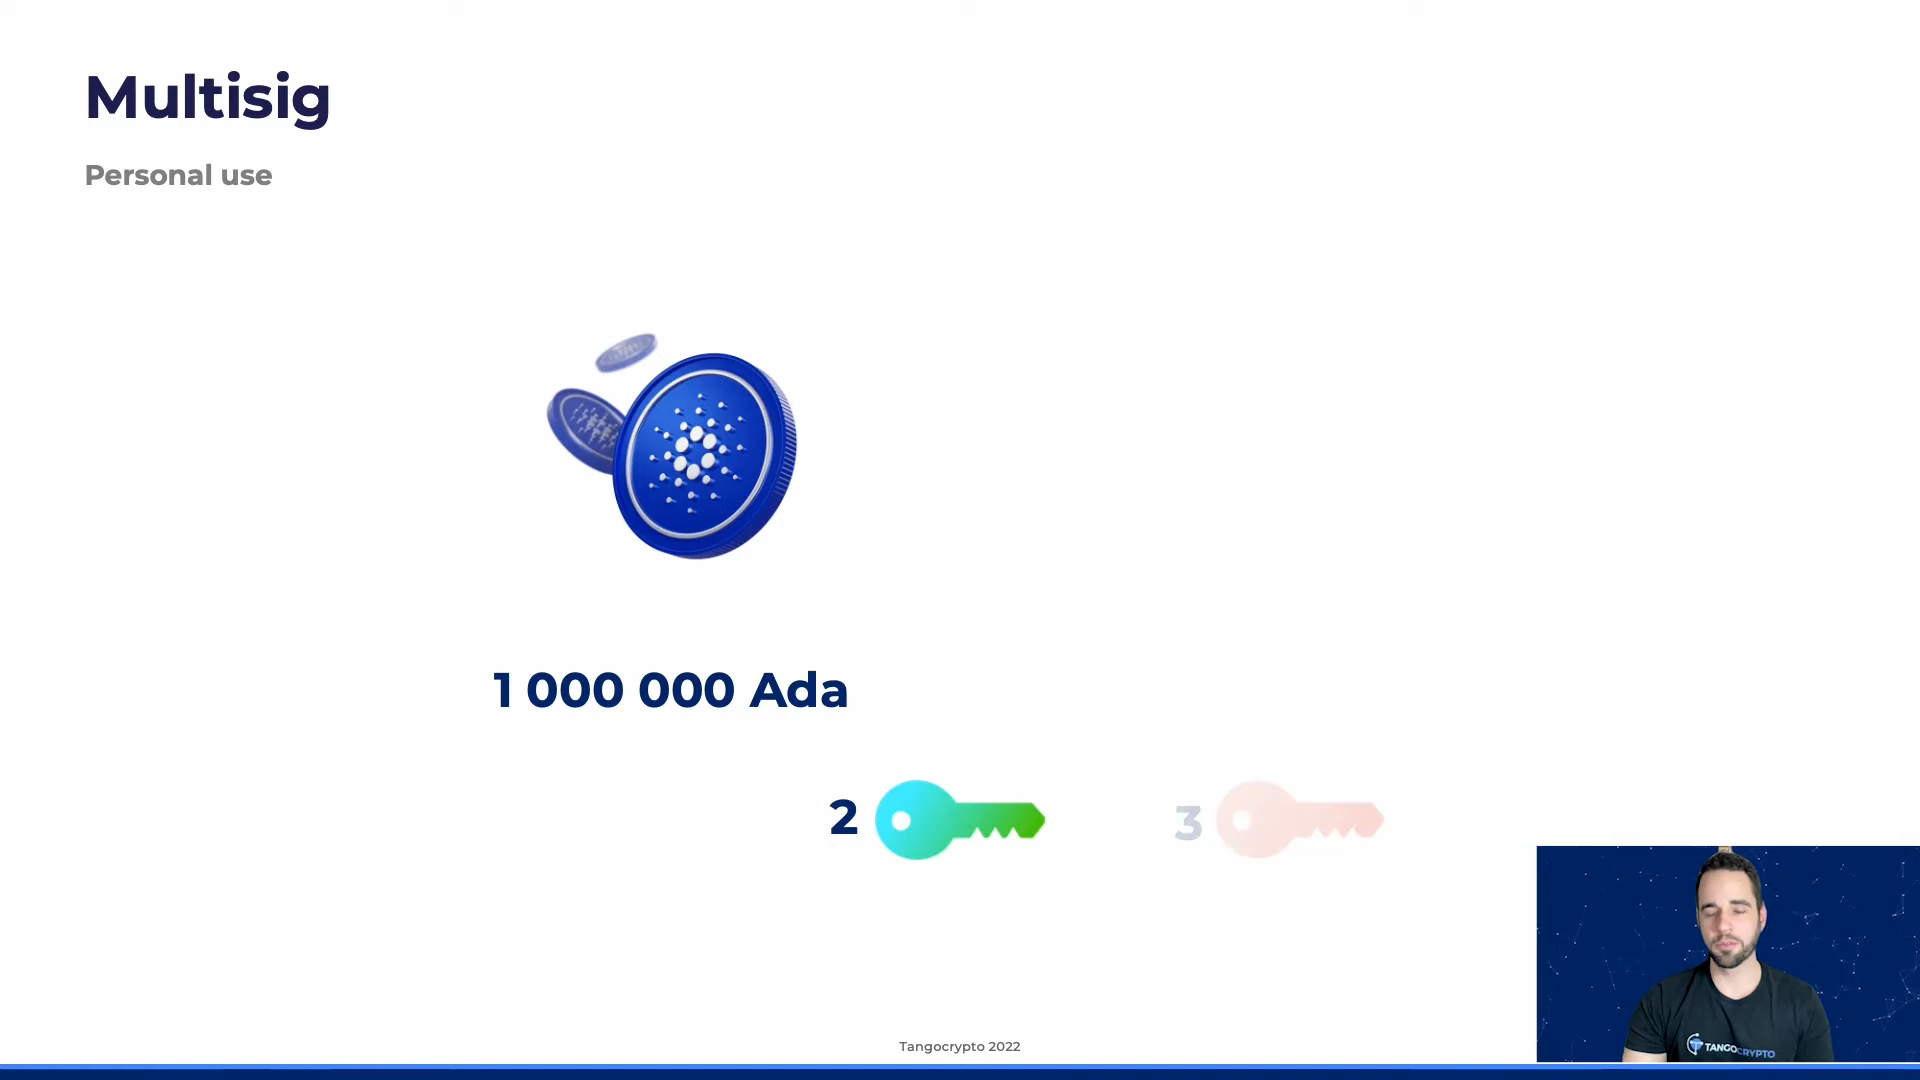 Multisig
Personal use
1 000 000 Ada
2
3
Tangocrypto 2022
TANGOCRYPTO